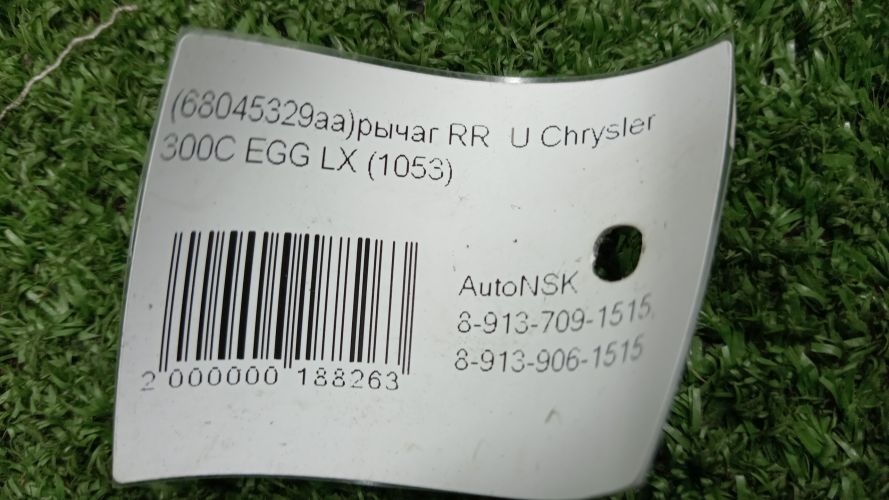 (68045329aa)рычаг RR U Chrysler
300C EGG LX (1053)
AutoNSK
8-913-709-1515,
8-913-906-1515
2 000000 188263